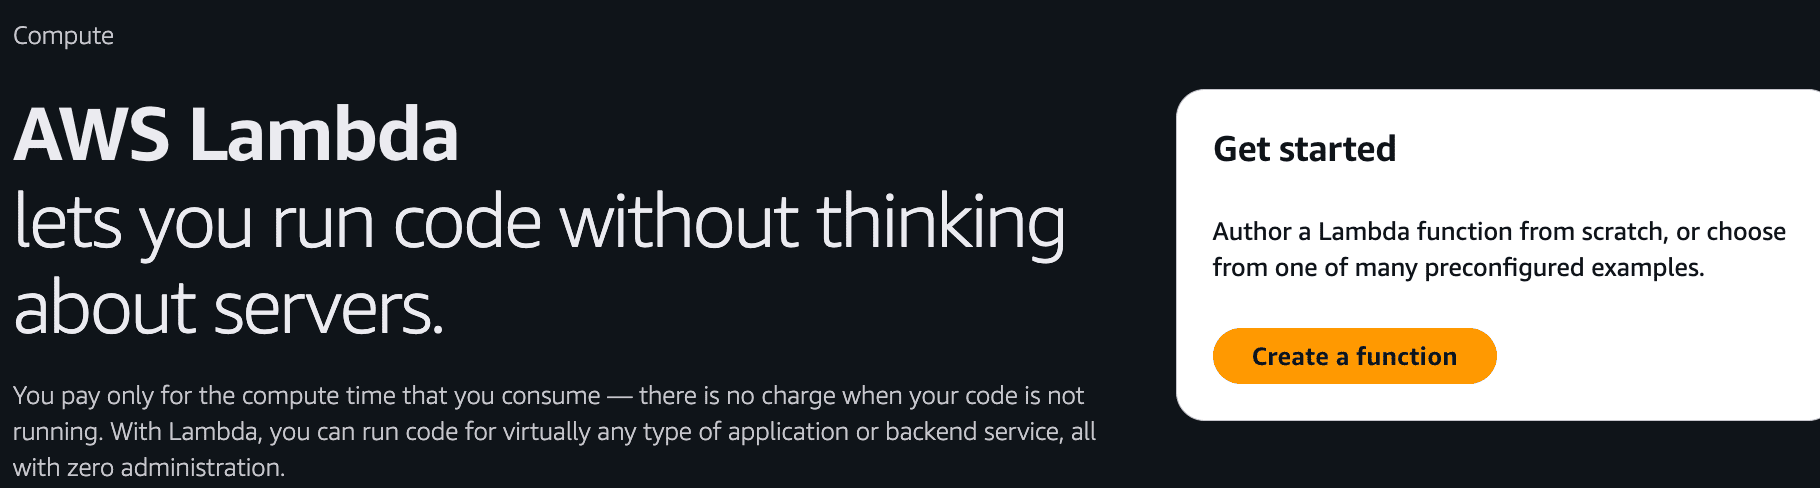 Compute
AWS Lambda
lets you run code without thinking
about servers.
You pay only for the compute time that you consume — there is no charge when your code is not
running. With Lambda, you can run code for virtually any type of application or backend service, all
with zero administration.
Get started
Author a Lambda function from scratch, or choose
from one of many preconfigured examples.
Create a function